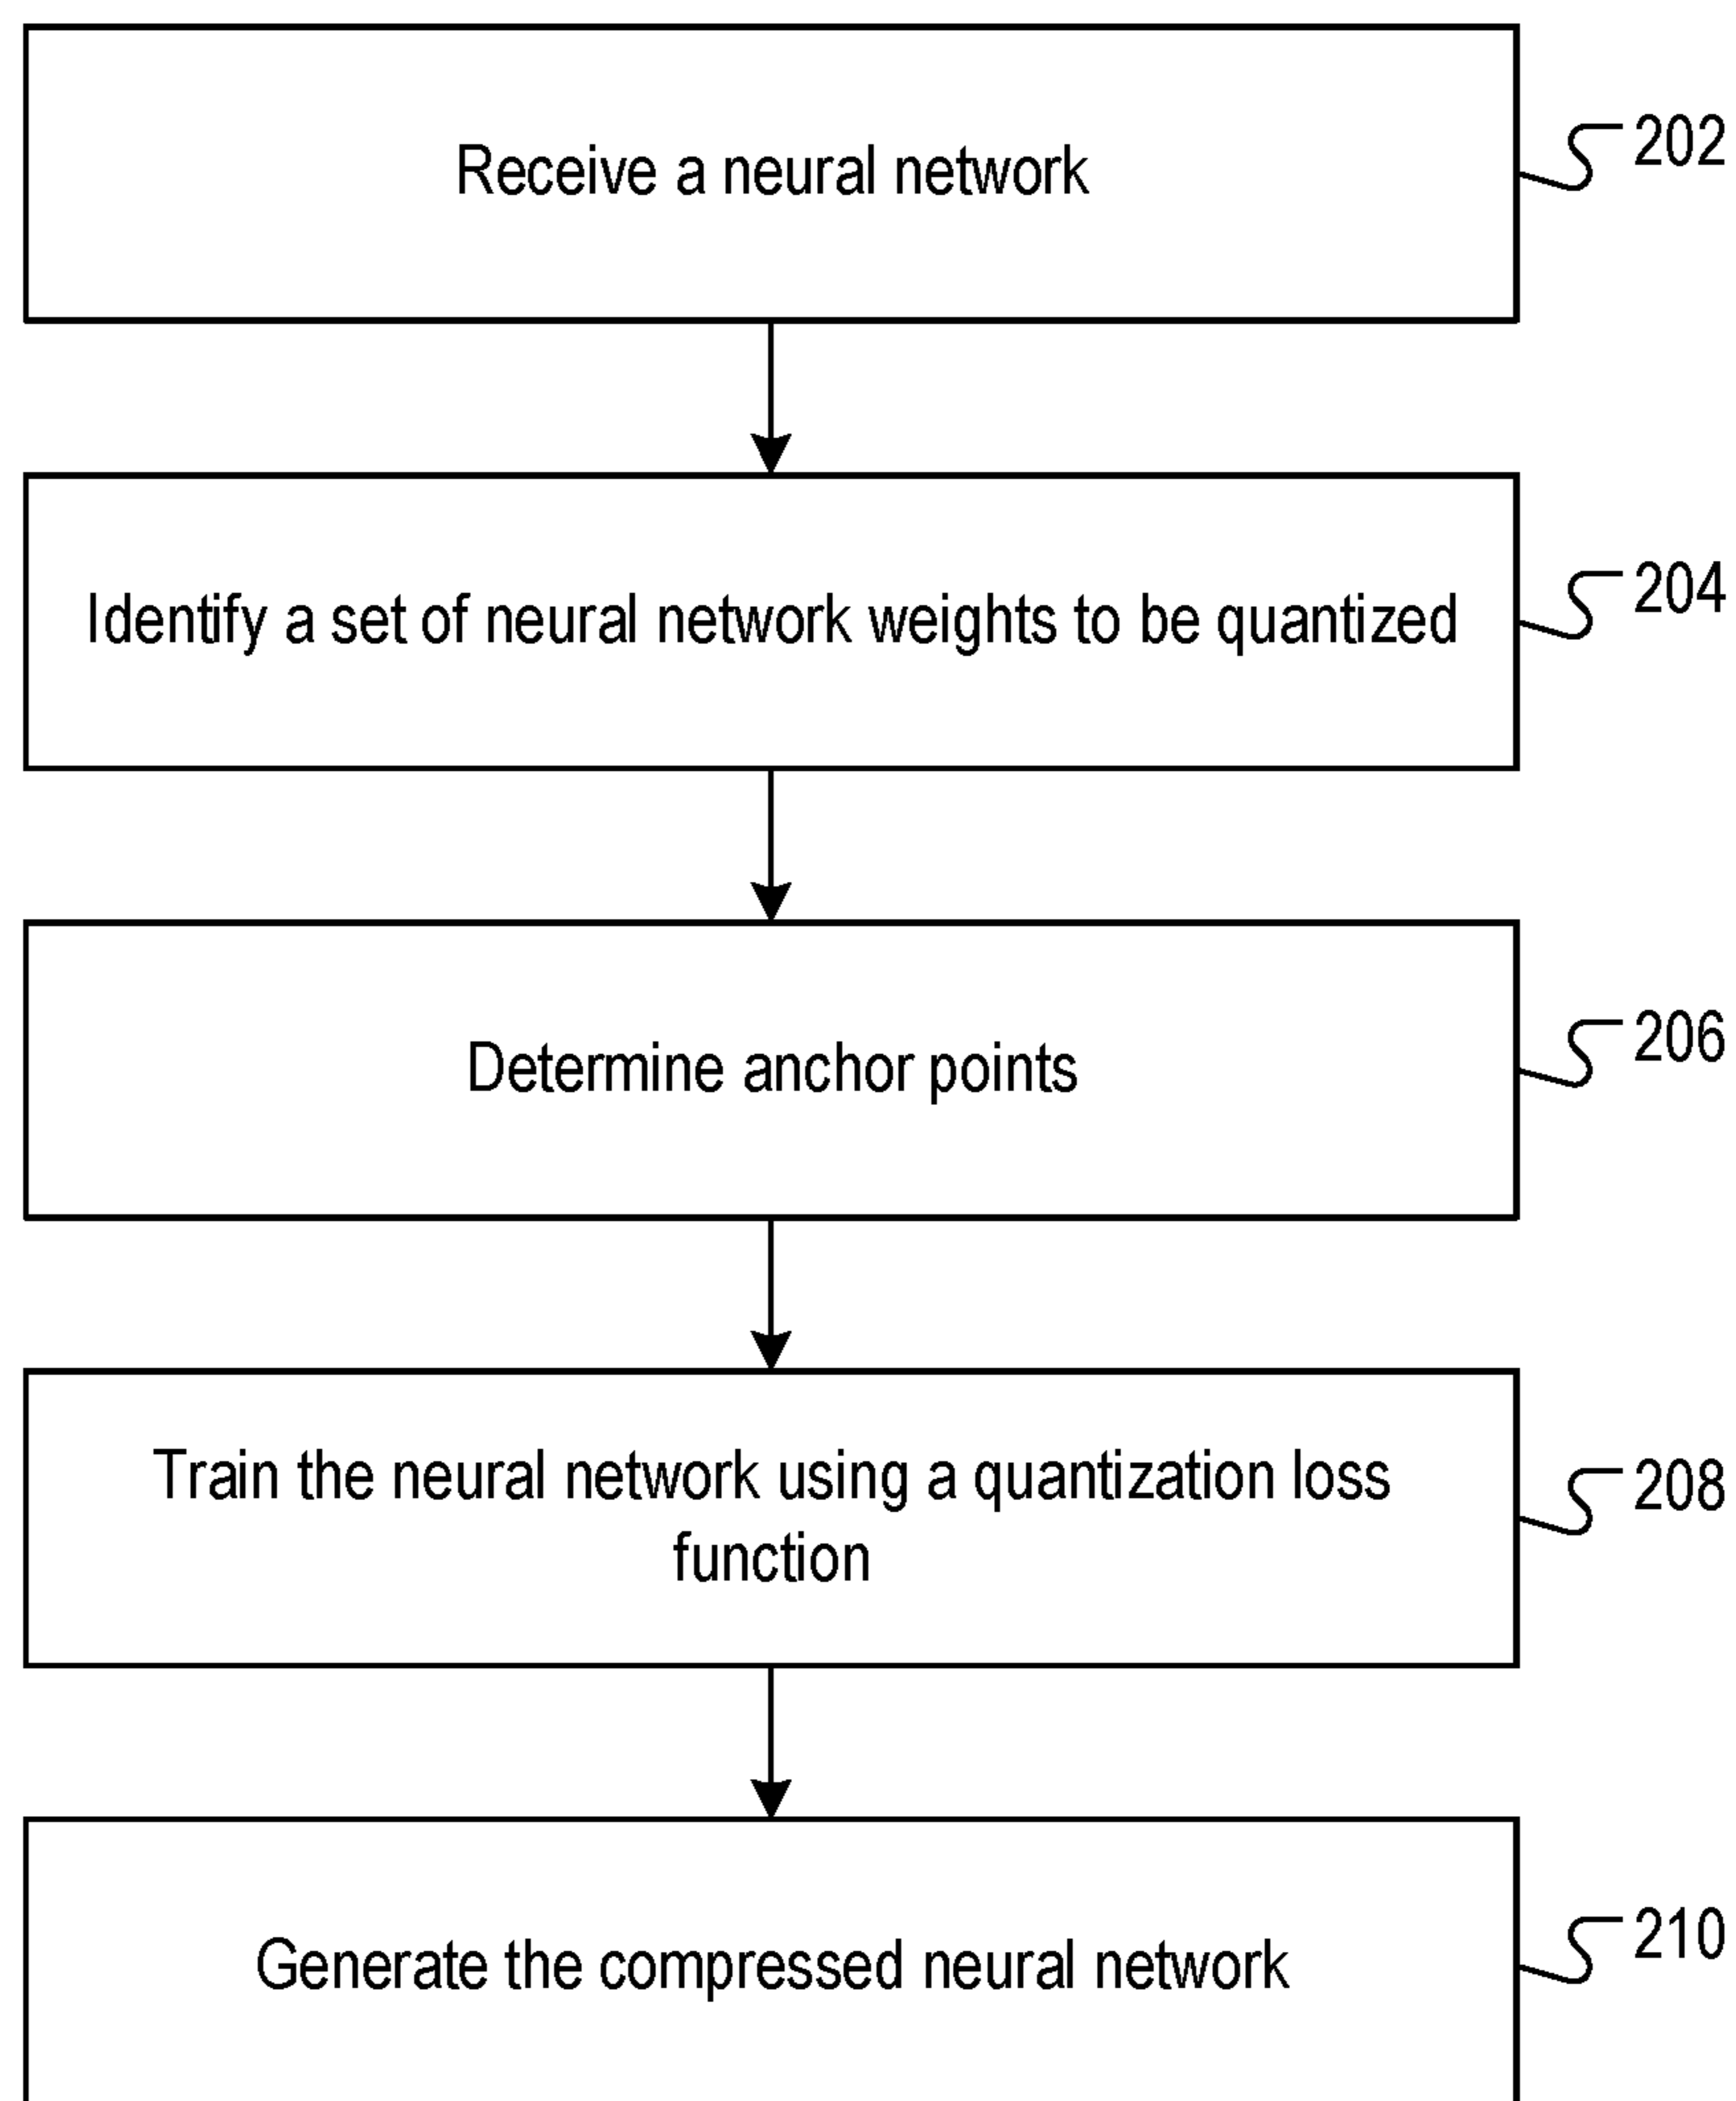 Receive a neural network
202
Identify a set of neural network weights to be quantized
204
Determine anchor points
206
Train the neural network using a quantization loss
function
208
Generate the compressed neural network
210